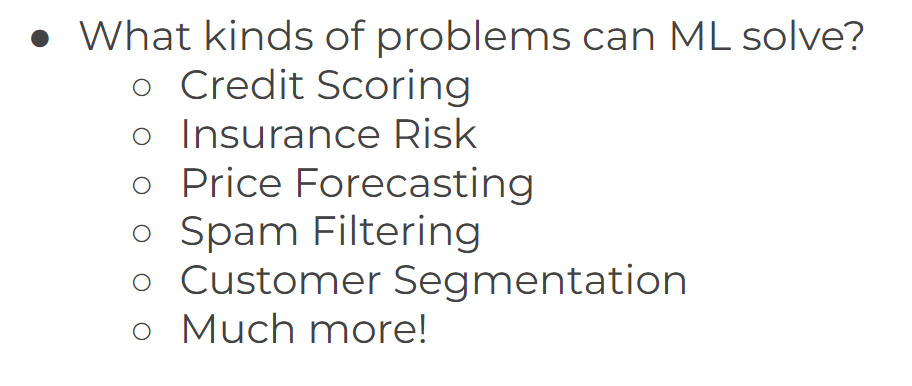 ● What kinds of problems can ML solve?
○ Credit Scoring
○ Insurance Risk
○ Price Forecasting
○ Spam Filtering
○ Customer Segmentation
○ Much more!